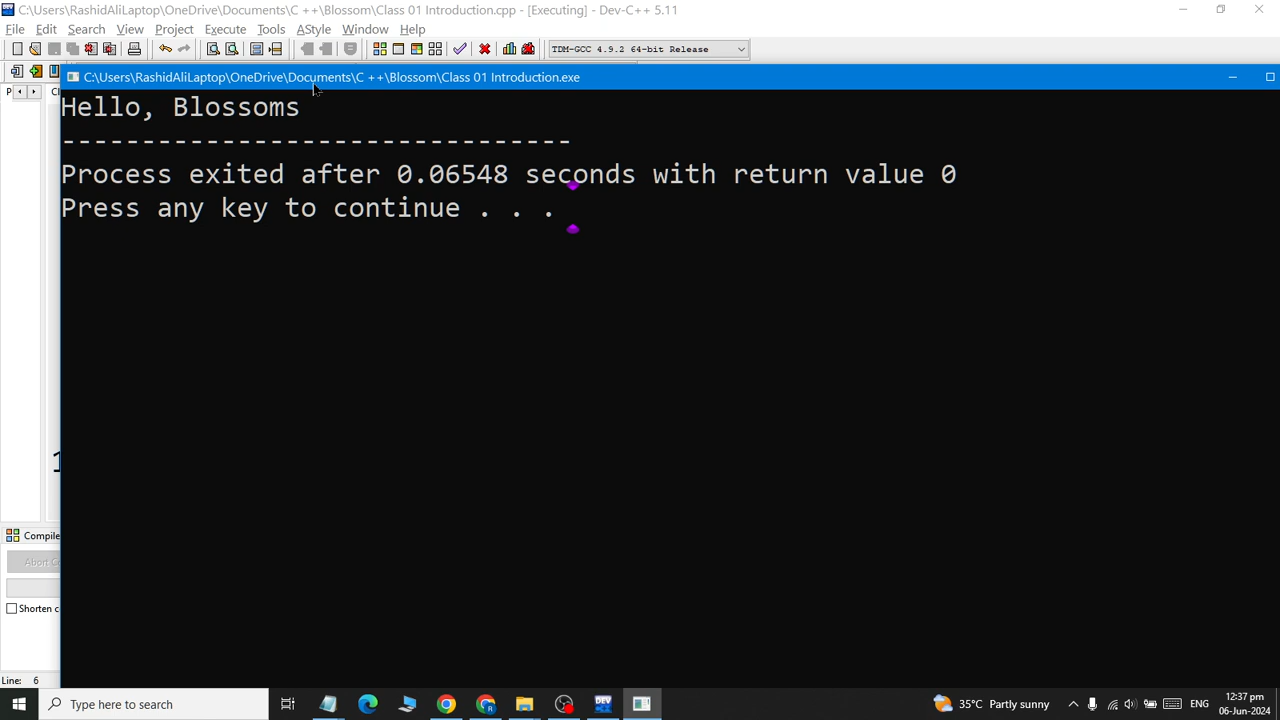 C:\Users\RashidAliLaptop\OneDrive\Documents\C ++\Blossom\Class 01 Introduction.cpp - [Executing] - Dev-C++ 5.11
File Edit Search View Project Execute Tools AStyle Window Help
TDM-GCC 4.9.2 64-bit Release
C:\Users\RashidAliLaptop\OneDrive\Documents\C ++\Blossom\Class 01 Introduction.exe
Hello, Blossoms
--------------------------------
Process exited after 0.06548 seconds with return value 0
Press any key to continue . . .
Compile
Shorten c
Line: 6
Type here to search
DEV
35°C Partly sunny
12:37 pm
06-Jun-2024